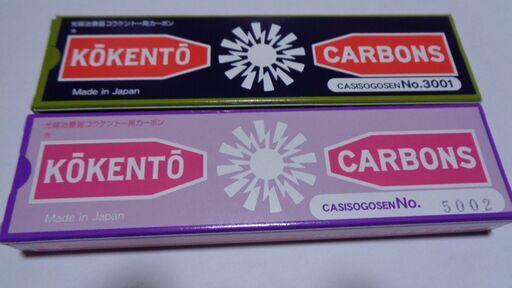 光線治療器コウケントー用カーボン
KŌKENTŌ CARBONS
CASISOGOSEN No.3001
Made in Japan
光線治療器コウケントー用カーボン
KŌKENTŌ CARBONS
CASISOGOSEN No. 5002
Made in Japan